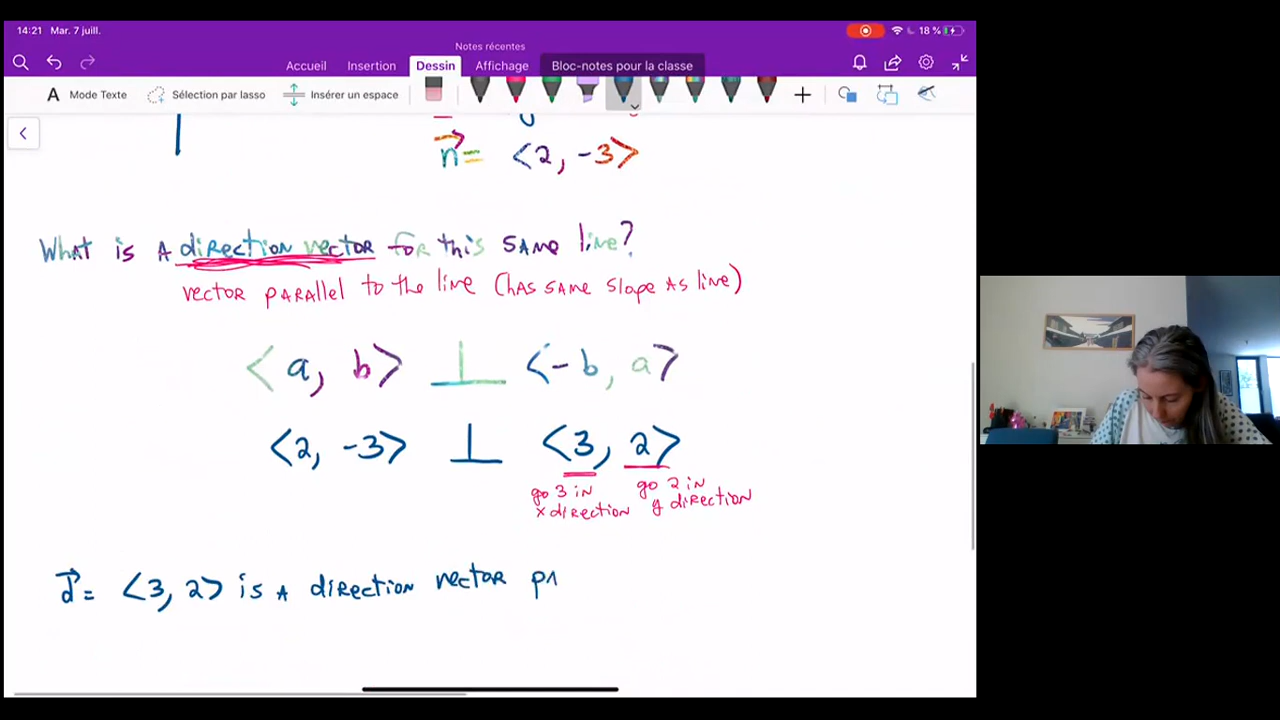 14:21 Mar. 7 juill.
18 %
Notes récentes
Accueil Insertion Dessin Affichage Bloc-notes pour la classe
A Mode Texte Sélection par lasso Insérer un espace
n = <2, -3>
What is a direction vector for this same line?
vector parallel to the line (has same slope as line)
<a, b> ⊥ <-b, a>
<2, -3> ⊥ <3, 2>
go 3 in go 2 in
x direction y direction
d = <3, 2> is a direction vector pa